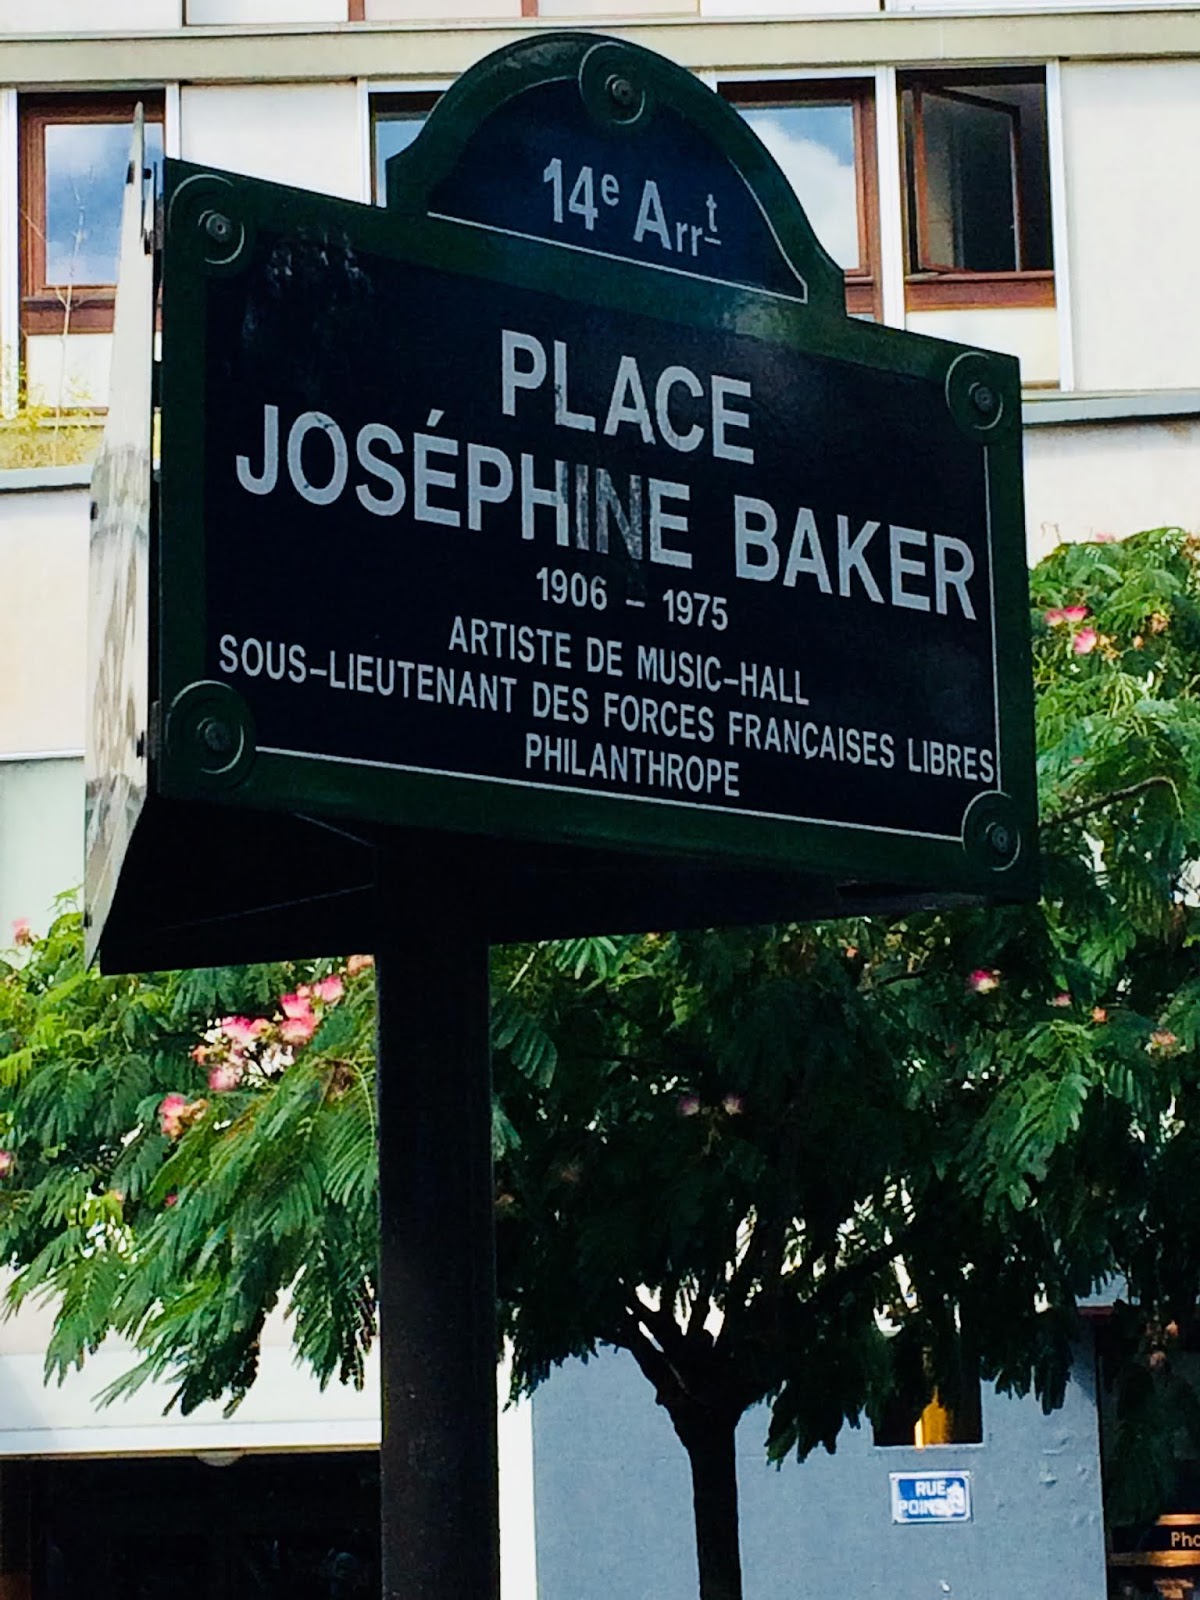 14e Arrt
PLACE
JOSÉPHINE BAKER
1906 – 1975
ARTISTE DE MUSIC-HALL
SOUS-LIEUTENANT DES FORCES FRANÇAISES LIBRES
PHILANTHROPE
RUE